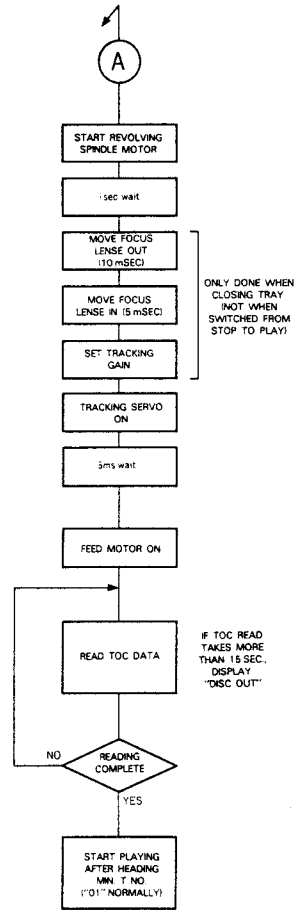 A
START REVOLVING
SPINDLE MOTOR
1sec wait
MOVE FOCUS
LENSE OUT
(10 mSEC)
MOVE FOCUS
LENSE IN (5 mSEC)
SET TRACKING
GAIN
ONLY DONE WHEN
CLOSING TRAY
(NOT WHEN
SWITCHED FROM
STOP TO PLAY)
TRACKING SERVO
ON
5ms wait
FEED MOTOR ON
READ TOC DATA
IF TOC READ
TAKES MORE
THAN 15 SEC.,
DISPLAY
"DISC OUT"
NO
READING
COMPLETE
YES
START PLAYING
AFTER HEADING
MIN. T NO.
("01" NORMALLY)